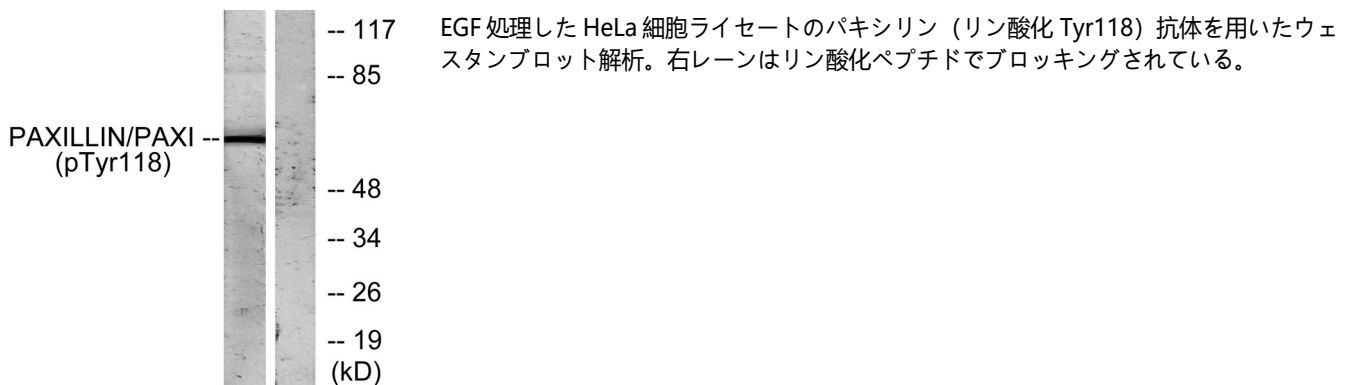 PAXILLIN/PAXI --
(pTyr118)
-- 117
-- 85
-- 48
-- 34
-- 26
-- 19
(kD)
EGF 処理した HeLa 細胞ライセートのパキシリン（リン酸化 Tyr118）抗体を用いたウェ
スタンブロット解析。右レーンはリン酸化ペプチドでブロッキングされている。